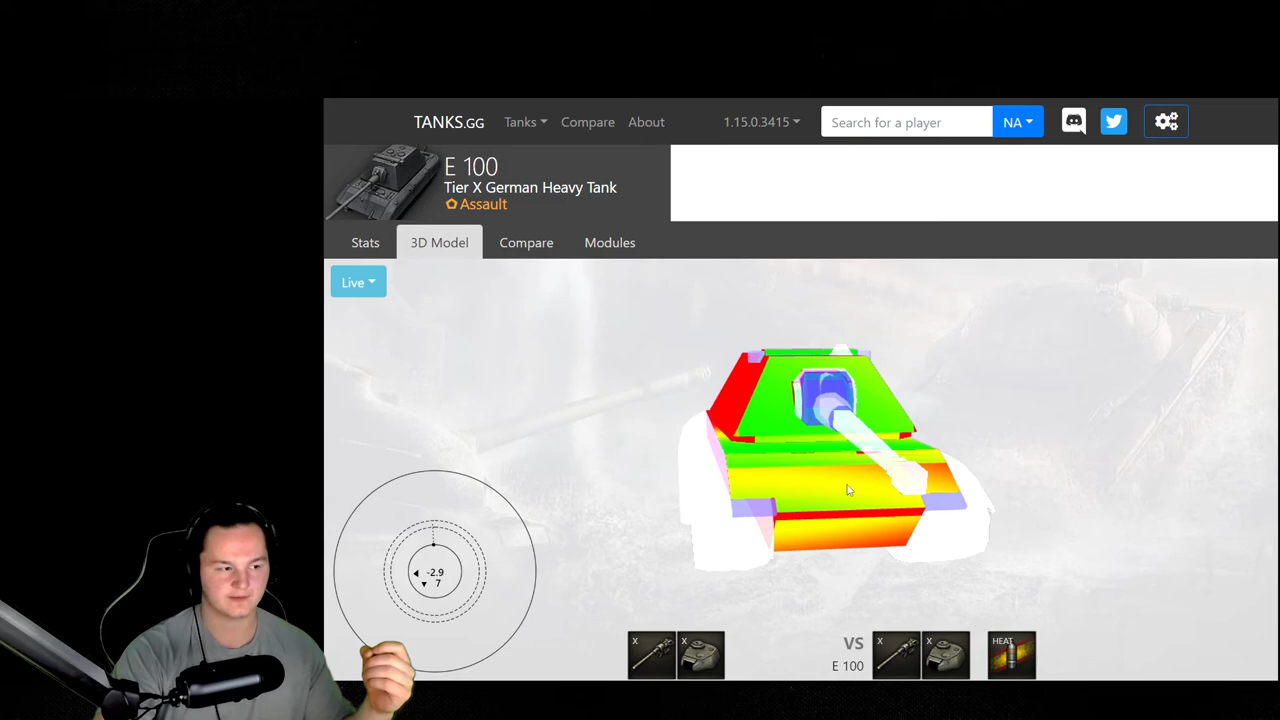 TANKS.GG Tanks Compare About 1.15.0.3415 Search for a player NA
E 100
Tier X German Heavy Tank
Assault
Stats 3D Model Compare Modules
Live
-2.9
7
X X VS X X HEAT
E 100